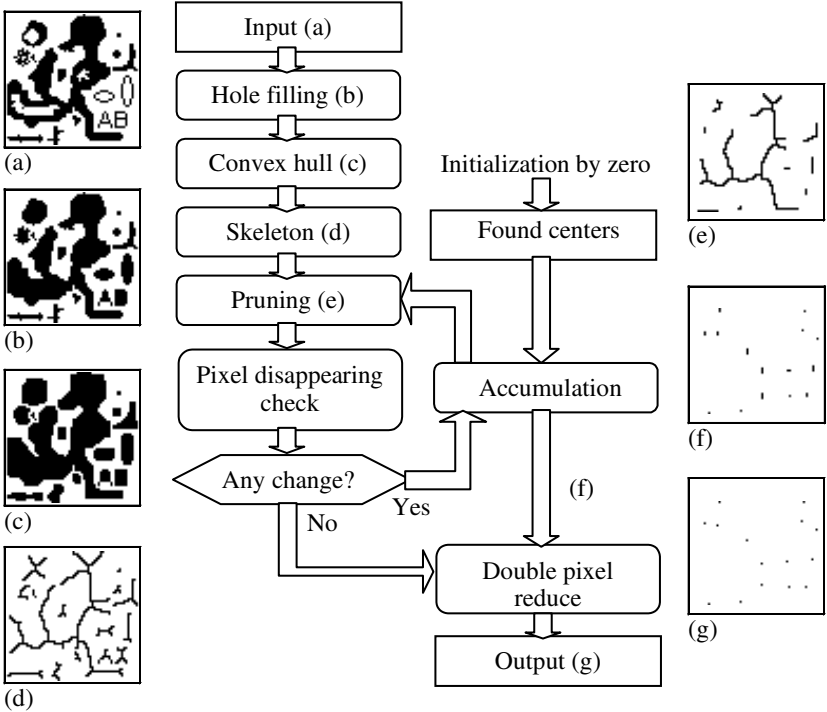 Input (a)
Hole filling (b)
Convex hull (c)
Skeleton (d)
Pruning (e)
Pixel disappearing
check
Any change?
No
Yes
Initialization by zero
Found centers
Accumulation
(f)
Double pixel
reduce
Output (g)
AB
(a)
AB
(b)
(c)
(d)
(e)
(f)
(g)